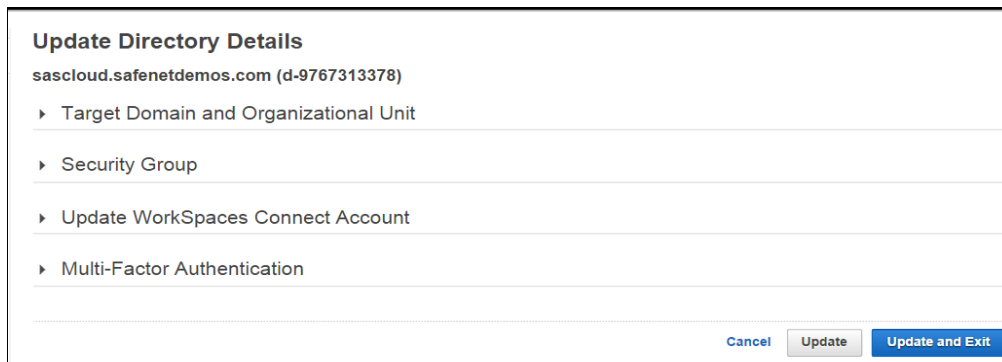 Update Directory Details
sascloud.safenetdemos.com (d-9767313378)
Target Domain and Organizational Unit
Security Group
Update WorkSpaces Connect Account
Multi-Factor Authentication
Cancel Update Update and Exit